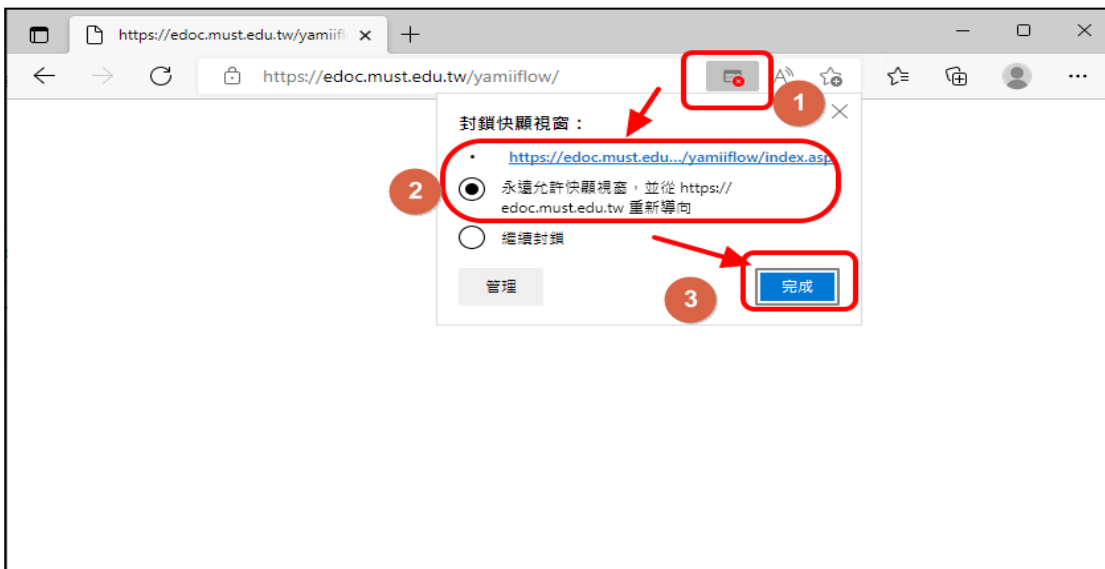 https://edoc.must.edu.tw/yamiifl
https://edoc.must.edu.tw/yamiiflow/
1
封鎖快顯視窗：
https://edoc.must.edu.../yamiiflow/index.asp
2
永遠允許快顯視窗，並從 https://
edoc.must.edu.tw 重新導向
繼續封鎖
管理
3
完成